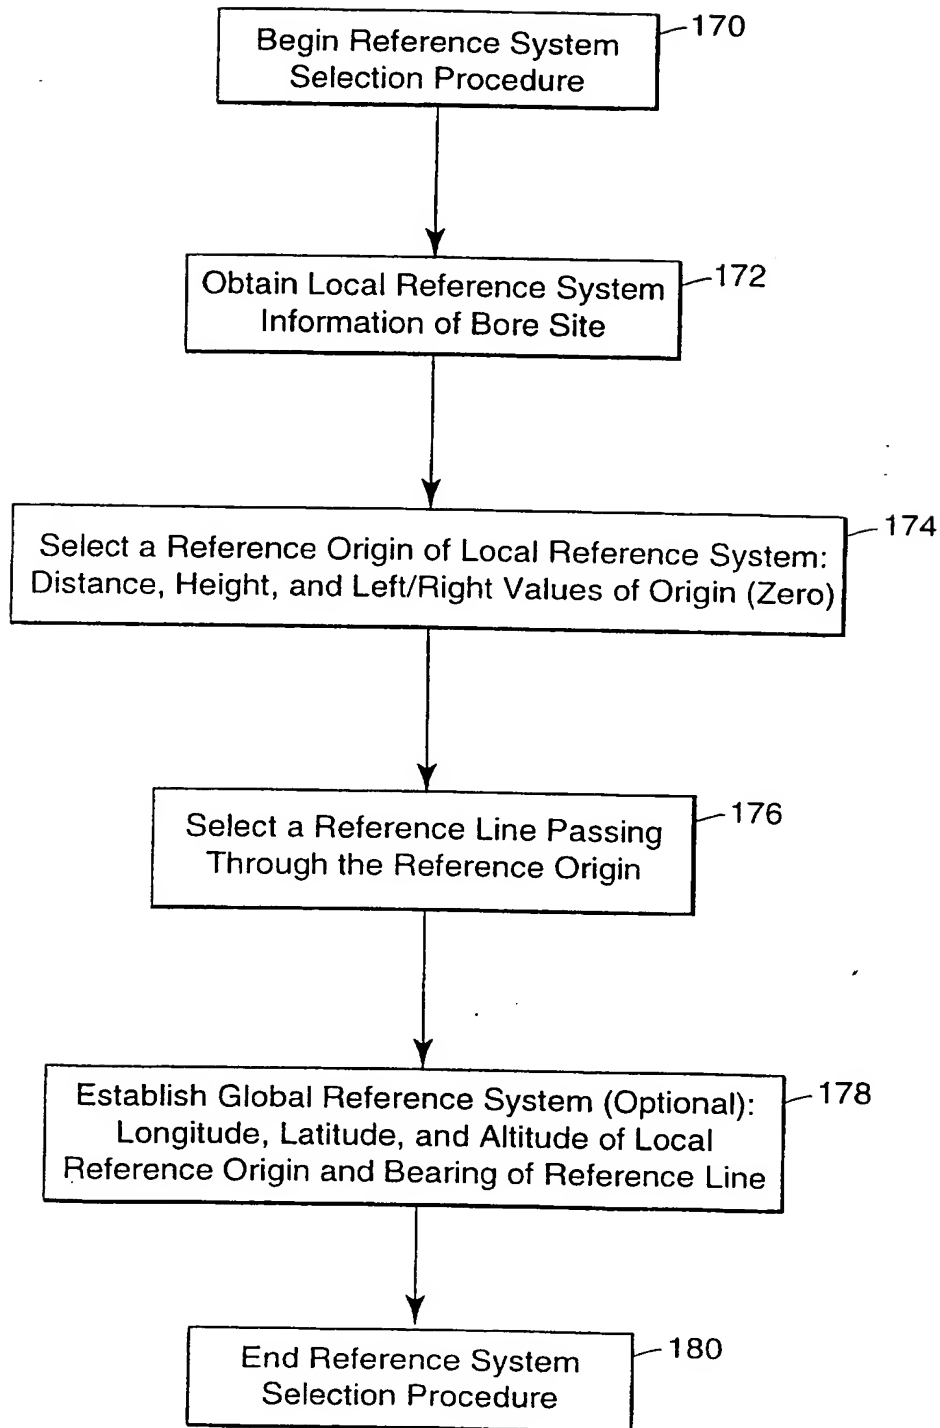 Begin Reference System
Selection Procedure
170
Obtain Local Reference System
Information of Bore Site
172
Select a Reference Origin of Local Reference System:
Distance, Height, and Left/Right Values of Origin (Zero)
174
Select a Reference Line Passing
Through the Reference Origin
176
Establish Global Reference System (Optional):
Longitude, Latitude, and Altitude of Local
Reference Origin and Bearing of Reference Line
178
End Reference System
Selection Procedure
180